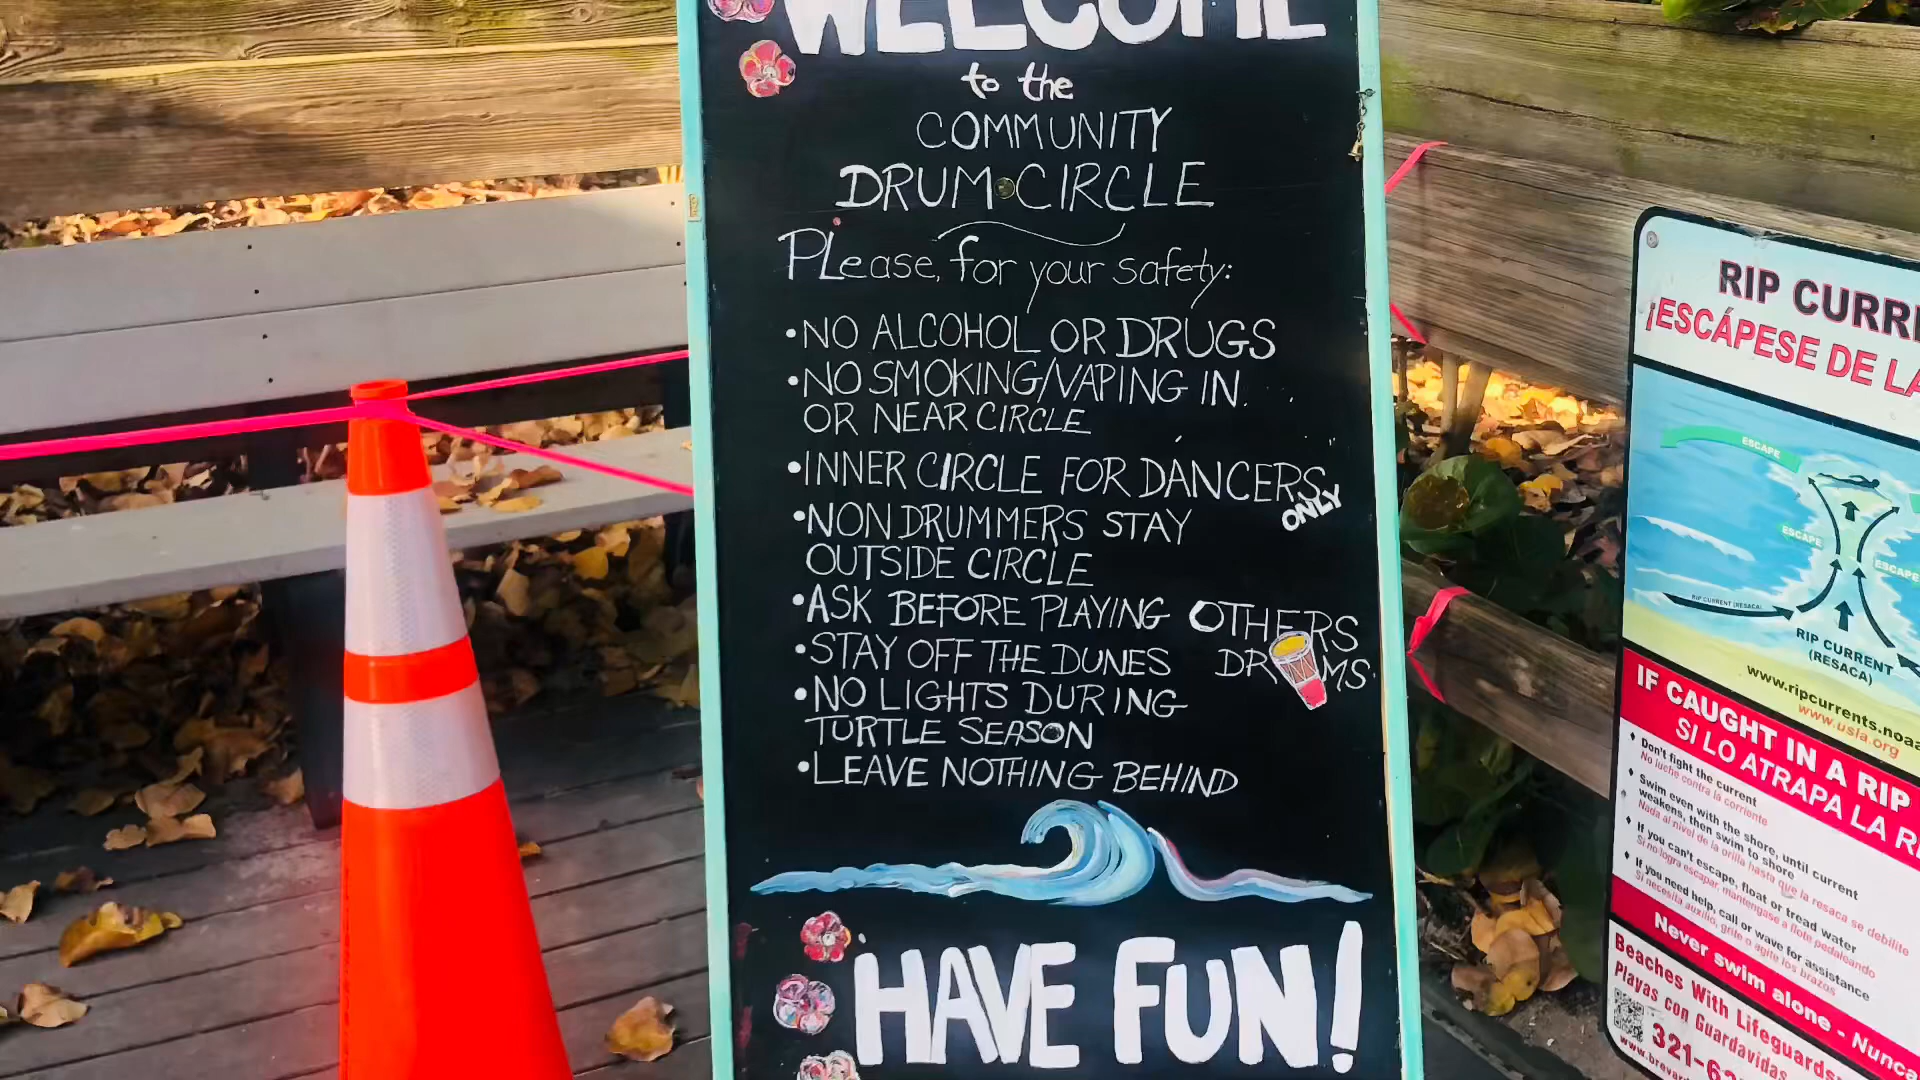 WELCOME
to the
COMMUNITY
DRUM CIRCLE
PLease, for your safety:
•NO ALCOHOL OR DRUGS
•NO SMOKING/VAPING IN
OR NEAR CIRCLE
•INNER CIRCLE FOR DANCERS
ONLY
•NON DRUMMERS STAY
OUTSIDE CIRCLE
•ASK BEFORE PLAYING OTHERS
DRUMS
•STAY OFF THE DUNES
•NO LIGHTS DURING
TURTLE SEASON
•LEAVE NOTHING BEHIND
HAVE FUN!
RIP CURR
¡ESCÁPESE DE LA
ESCAPE
ESCAPE
ESCAPE
RIP CURRENT (RESACA)
RIP CURRENT
(RESACA)
www.ripcurrents.noaa
www.usla.org
IF CAUGHT IN A RIP
SI LO ATRAPA LA R
♦ Don't fight the current
No luche contra la corriente
♦ Swim even with the shore, until current
weakens, then swim to shore
Nada al nivel de la orilla hasta que la resaca se debilite
♦ If you can't escape, float or tread water
Si no logra escapar, mantengase a flote pedaleando
♦ If you need help, call or wave for assistance
Si necesita auxilio, grite o agite los brazos
Never swim alone - Nunca
Beaches With Lifeguards
Playas con Guardavidas
321-6
www.brevar